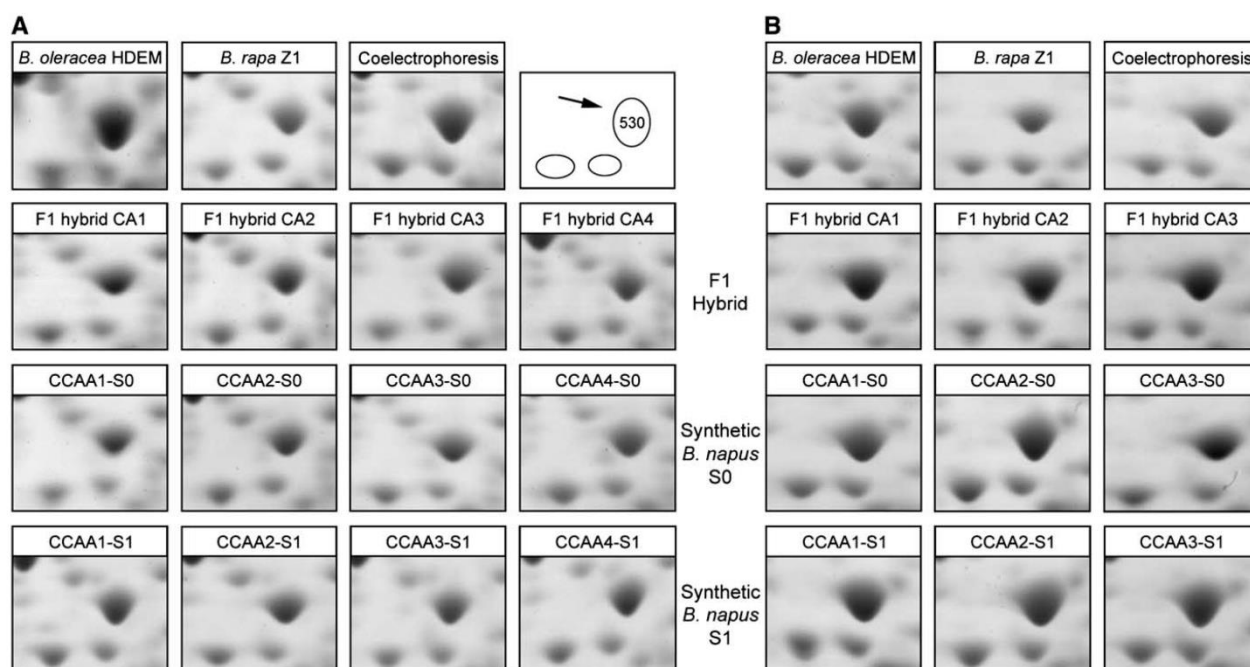 A
B
B. oleracea HDEM
B. rapa Z1
Coelectrophoresis
530
B. oleracea HDEM
B. rapa Z1
Coelectrophoresis
F1 hybrid CA1
F1 hybrid CA2
F1 hybrid CA3
F1 hybrid CA4
F1
Hybrid
F1 hybrid CA1
F1 hybrid CA2
F1 hybrid CA3
CCAA1-S0
CCAA2-S0
CCAA3-S0
CCAA4-S0
Synthetic
B. napus
S0
CCAA1-S0
CCAA2-S0
CCAA3-S0
CCAA1-S1
CCAA2-S1
CCAA3-S1
CCAA4-S1
Synthetic
B. napus
S1
CCAA1-S1
CCAA2-S1
CCAA3-S1